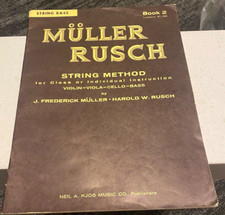 STRING BASS
Book 2
MÜLLER
RUSCH
STRING METHOD
for Class or Individual Instruction
VIOLIN-VIOLA-CELLO-BASS
by
J. FREDERICK MÜLLER - HAROLD W. RUSCH
NEIL A. KJOS MUSIC CO., Publishers